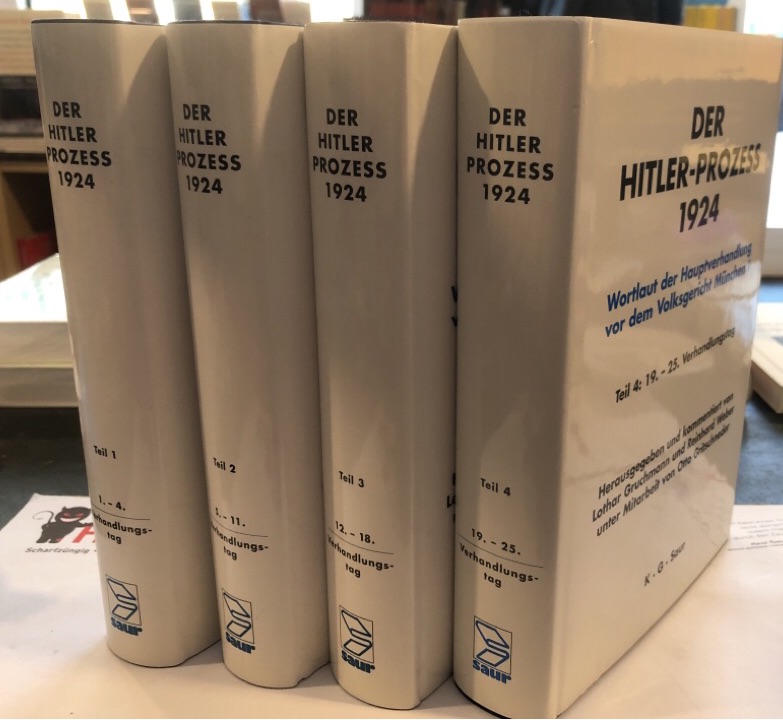 DER
HITLER
PROZESS
1924
Teil 1
1. - 4.
Verhandlungs-
tag
saur
DER
HITLER
PROZESS
1924
Teil 2
5. - 11.
Verhandlungs-
tag
saur
DER
HITLER
PROZESS
1924
Teil 3
12. - 18.
Verhandlungs-
tag
saur
DER
HITLER
PROZESS
1924
Teil 4
19. - 25.
Verhandlungs-
tag
saur
DER
HITLER-PROZESS
1924
Wortlaut der Hauptverhandlung
vor dem Volksgericht München I
Teil 4: 19. - 25. Verhandlungstag
Herausgegeben und kommentiert von
Lothar Gruchmann und Reinhard Weber
unter Mitarbeit von Otto Gritschneder
K · G · Saur
Scharfzüngig